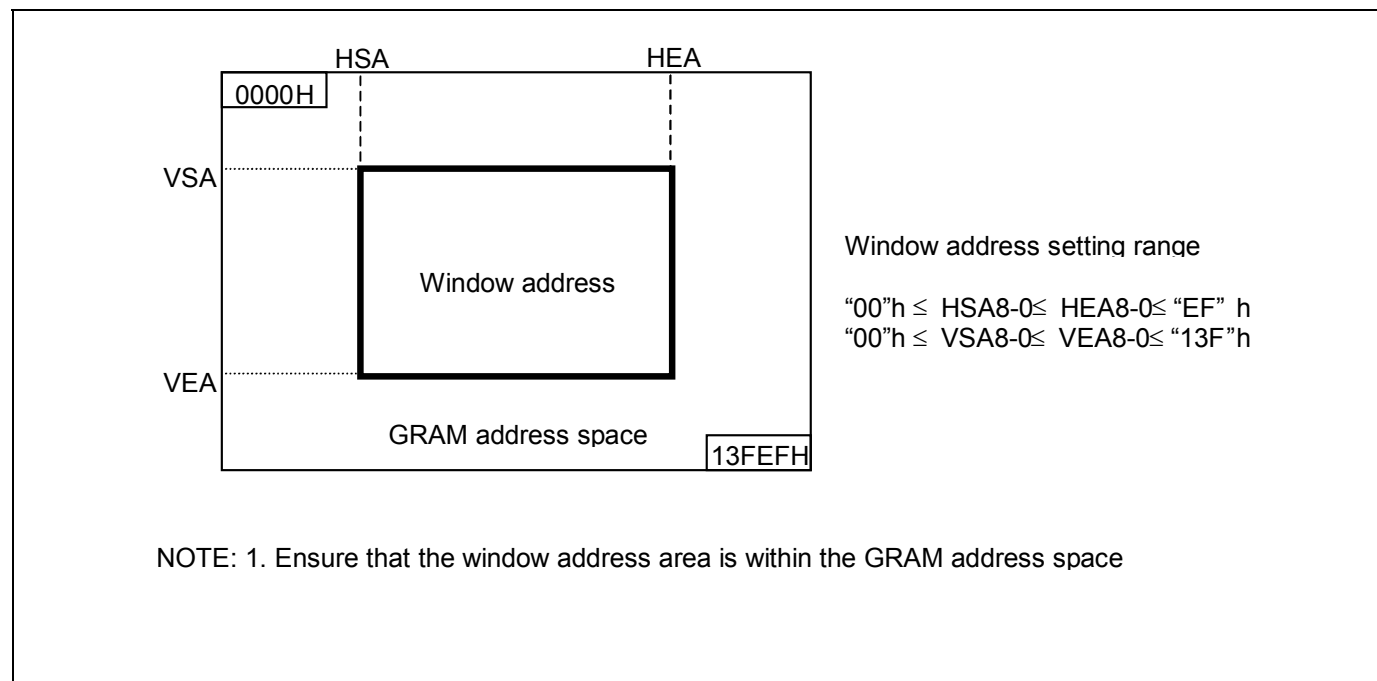 HSA HEA
0000H
VSA
Window address setting range
Window address
“00”h ≤ HSA8-0≤ HEA8-0≤ “EF” h
“00”h ≤ VSA8-0≤ VEA8-0≤ “13F”h
VEA
GRAM address space
13FEFH
NOTE: 1. Ensure that the window address area is within the GRAM address space